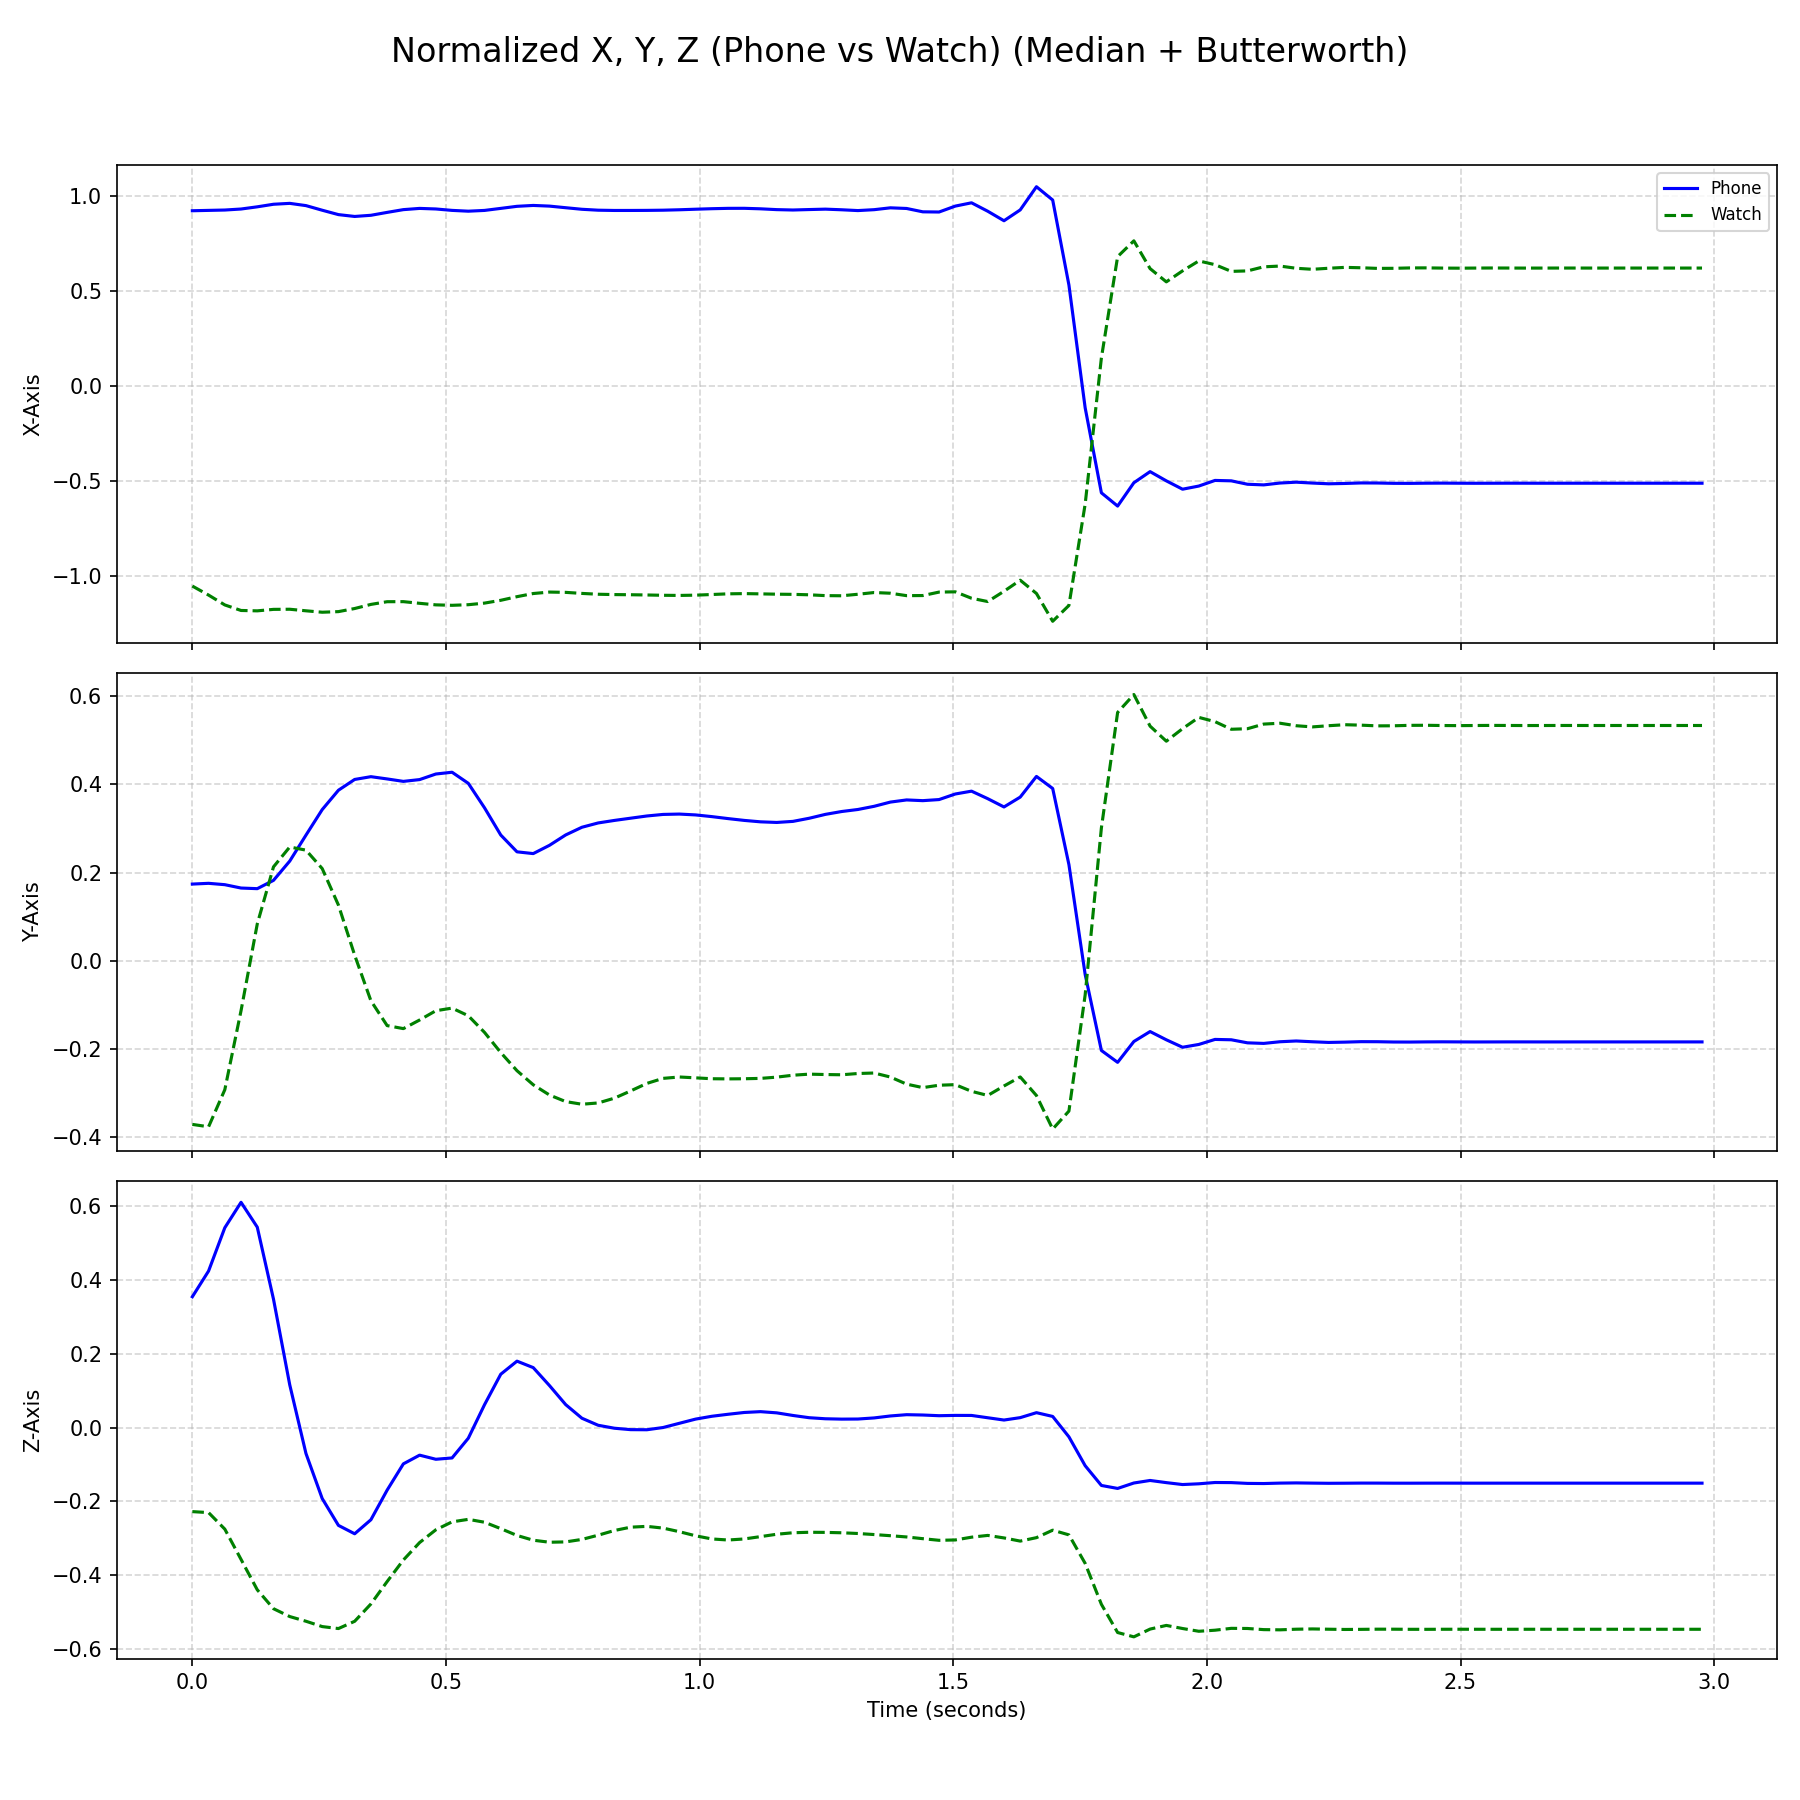 Normalized X, Y, Z (Phone vs Watch) (Median + Butterworth)
Phone
Watch
X-Axis
1.0
0.5
0.0
−0.5
−1.0
Y-Axis
0.6
0.4
0.2
0.0
−0.2
−0.4
Z-Axis
0.6
0.4
0.2
0.0
−0.2
−0.4
−0.6
0.0 0.5 1.0 1.5 2.0 2.5 3.0
Time (seconds)